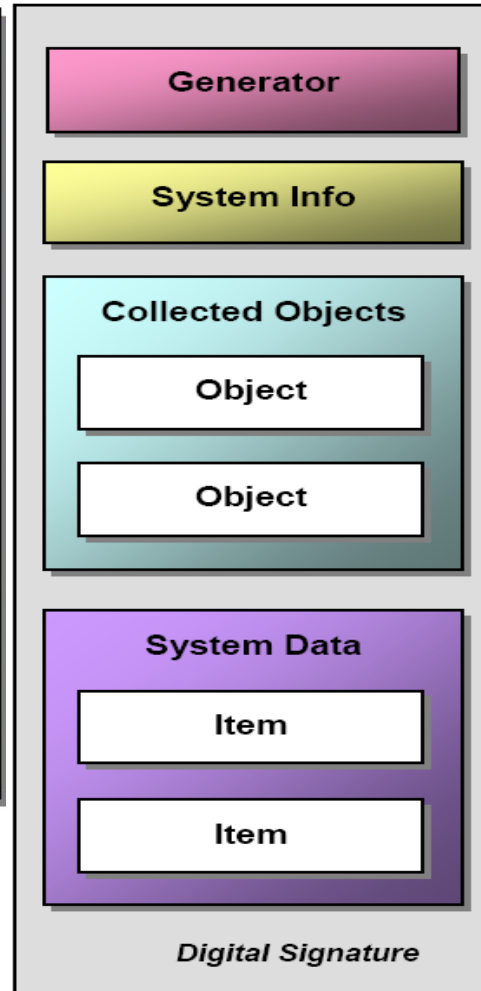 Generator
System Info
Collected Objects
Object
Object
System Data
Item
Item
Digital Signature